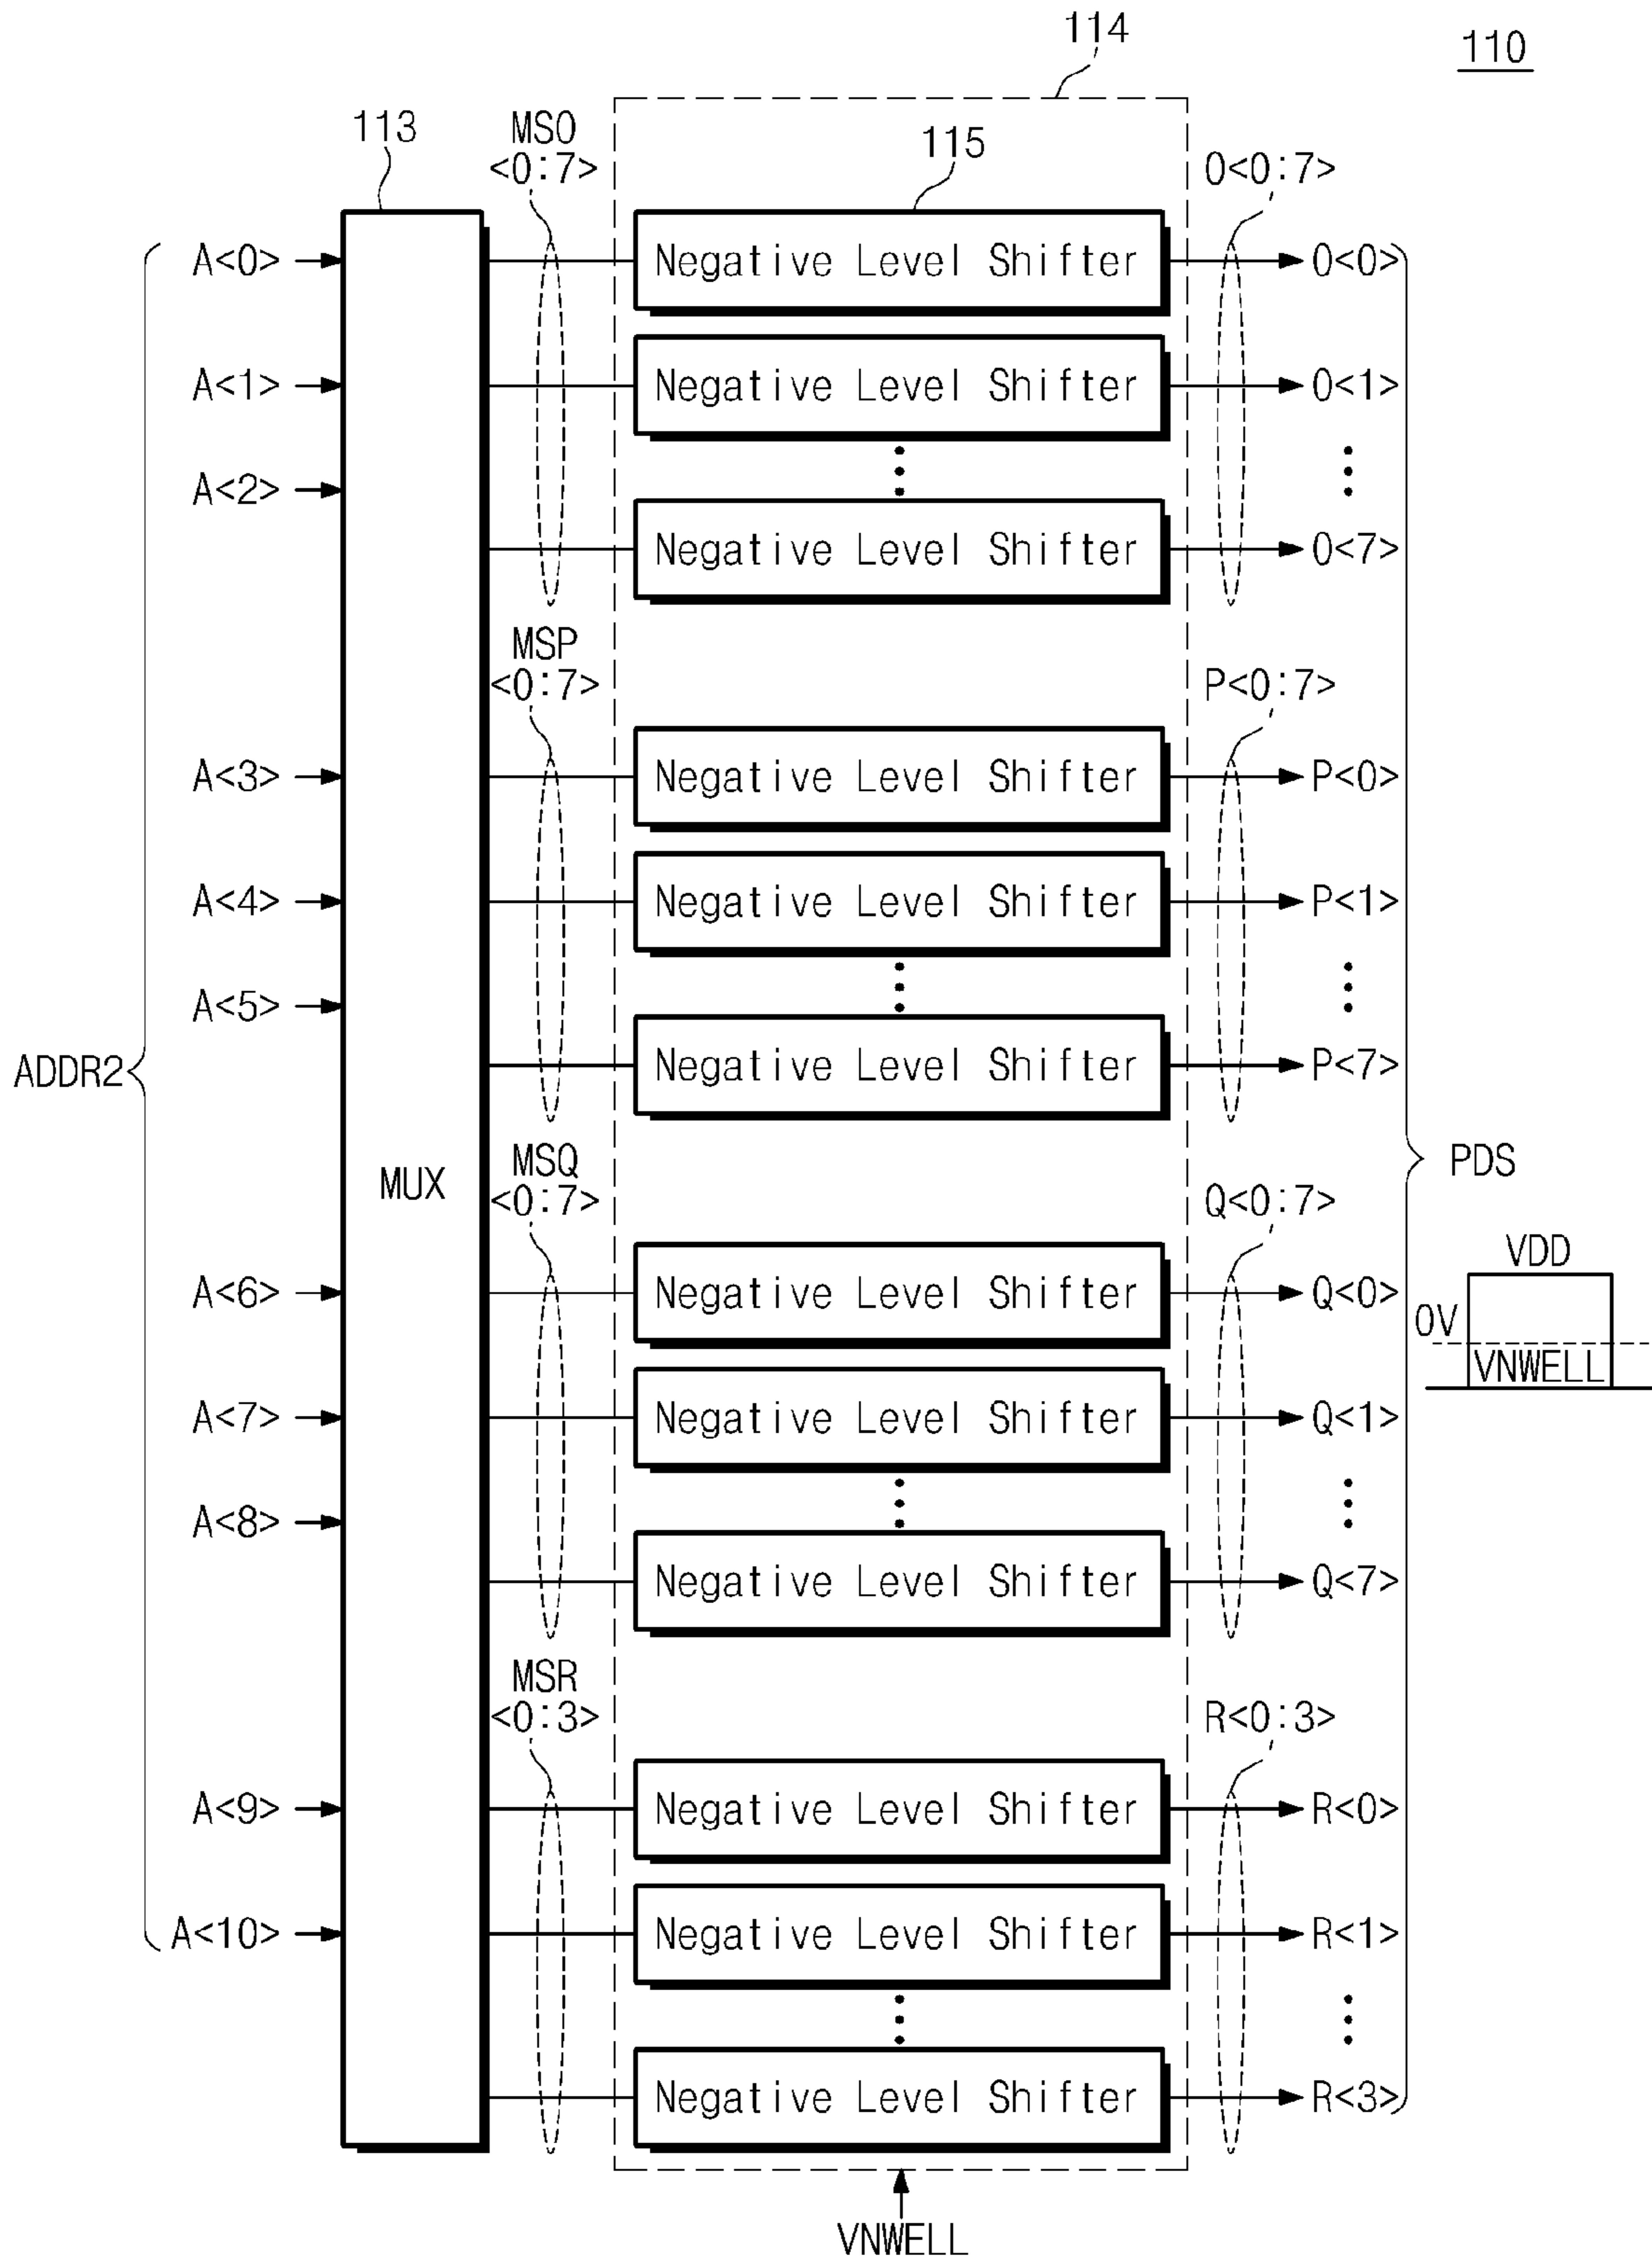 110
114
113
MSO
<0:7>
115
O<0:7>
A<0>
Negative Level Shifter
O<0>
A<1>
Negative Level Shifter
O<1>
A<2>
Negative Level Shifter
O<7>
MSP
<0:7>
P<0:7>
A<3>
Negative Level Shifter
P<0>
A<4>
Negative Level Shifter
P<1>
A<5>
Negative Level Shifter
P<7>
ADDR2
MUX
MSQ
<0:7>
Q<0:7>
PDS
A<6>
Negative Level Shifter
Q<0>
VDD
0V
VNWELL
A<7>
Negative Level Shifter
Q<1>
A<8>
Negative Level Shifter
Q<7>
MSR
<0:3>
R<0:3>
A<9>
Negative Level Shifter
R<0>
A<10>
Negative Level Shifter
R<1>
Negative Level Shifter
R<3>
VNWELL